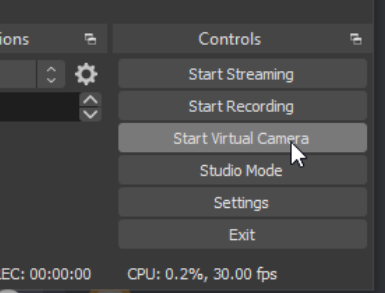 ions
Controls
Start Streaming
Start Recording
Start Virtual Camera
Studio Mode
Settings
Exit
EC: 00:00:00
CPU: 0.2%, 30.00 fps